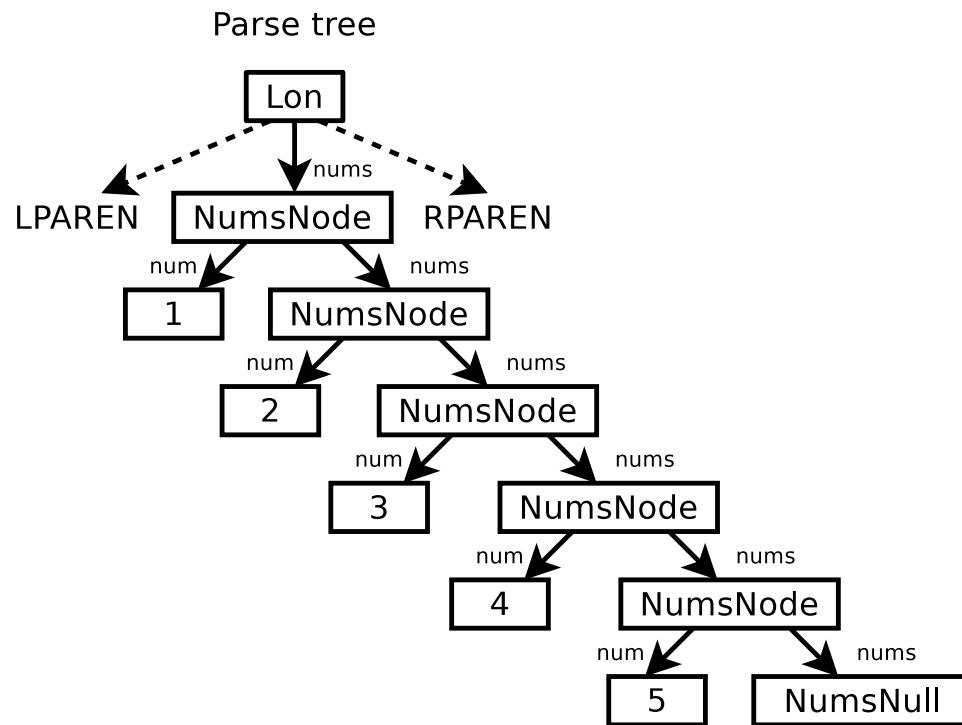 Parse tree
Lon
nums
LPAREN NumsNode RPAREN
num nums
1 NumsNode
num nums
2 NumsNode
num nums
3 NumsNode
num nums
4 NumsNode
num nums
5 NumsNull